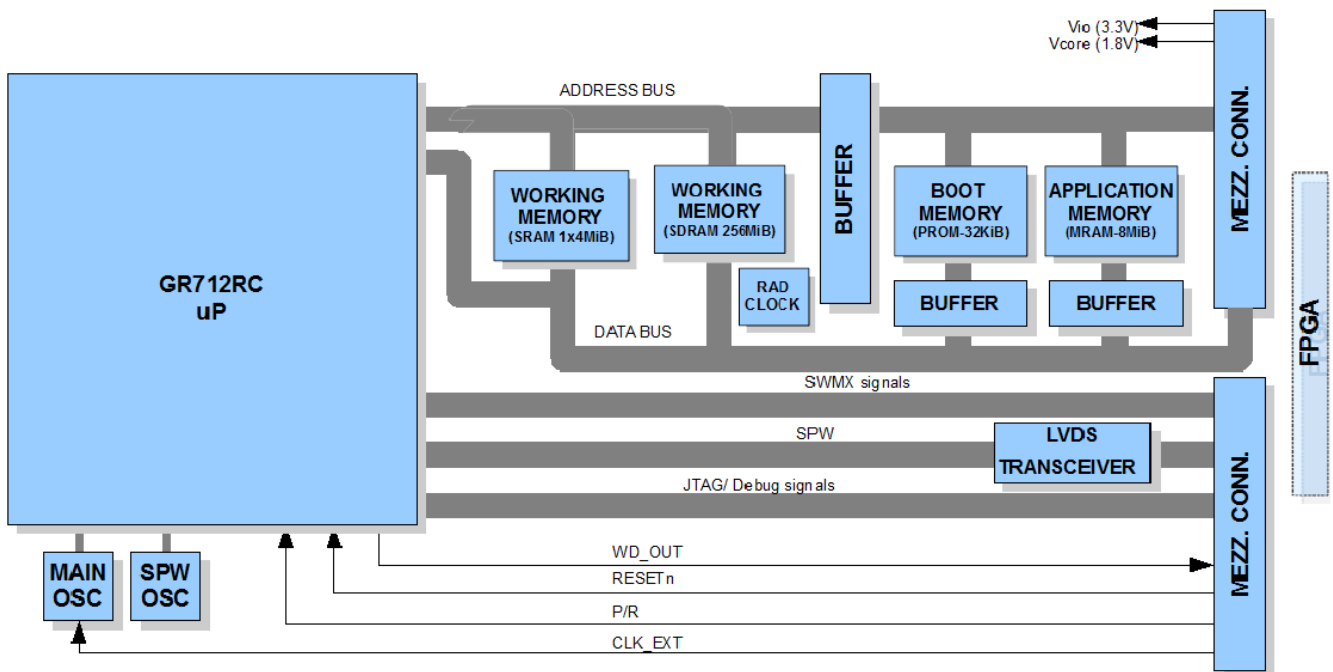 Vio (3.3V)
Vcore (1.8V)
ADDRESS BUS
GR712RC
uP
WORKING
MEMORY
(SRAM 1x4MiB)
WORKING
MEMORY
(SDRAM 256MiB)
RAD
CLOCK
BUFFER
BOOT
MEMORY
(PROM-32KiB)
APPLICATION
MEMORY
(MRAM-8MiB)
BUFFER
BUFFER
MEZZ. CONN.
FPGA
DATA BUS
SWMX signals
SPW
LVDS
TRANSCEIVER
JTAG/ Debug signals
MEZZ. CONN.
MAIN
OSC
SPW
OSC
WD_OUT
RESETn
P/R
CLK_EXT